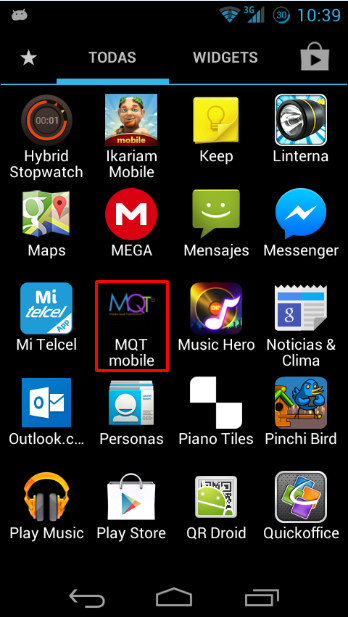 3G 30 10:39
★ TODAS WIDGETS
00:01 mobile
Hybrid Ikariam Keep Linterna
Stopwatch Mobile
Maps MEGA Mensajes Messenger
Mi
telcel MQT
App
Mi Telcel MQT Music Hero Noticias &
mobile Clima
Outlook.c... Personas Piano Tiles Pinchi Bird
Play Music Play Store QR Droid Quickoffice